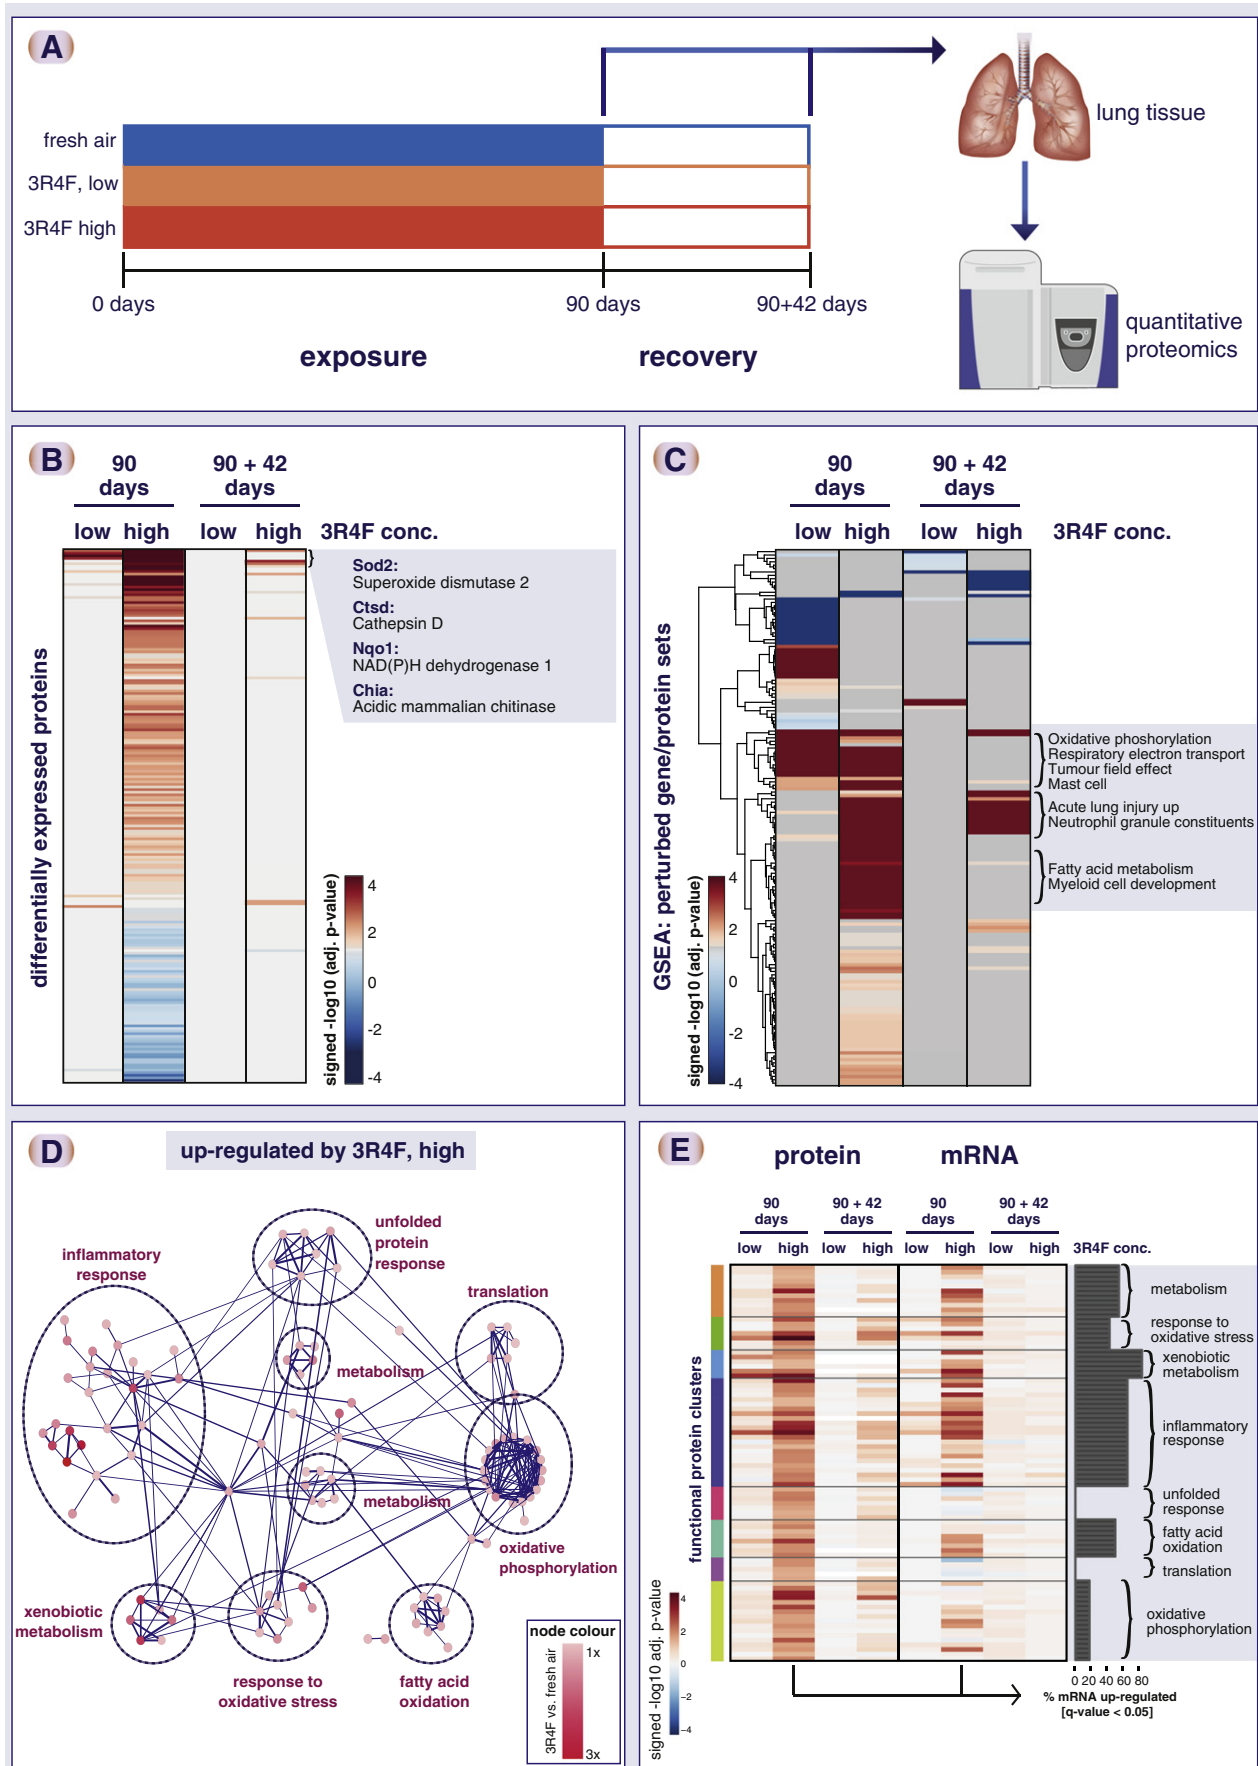 A
fresh air
3R4F, low
3R4F high
0 days
90 days
90+42 days
exposure
recovery
lung tissue
quantitative
proteomics
B
90
days
90 + 42
days
low high low high 3R4F conc.
differentially expressed proteins
Sod2:
Superoxide dismutase 2
Ctsd:
Cathepsin D
Nqo1:
NAD(P)H dehydrogenase 1
Chia:
Acidic mammalian chitinase
signed -log10 (adj. p-value)
4
2
0
-2
-4
C
90
days
90 + 42
days
low high low high 3R4F conc.
GSEA: perturbed gene/protein sets
Oxidative phoshorylation
Respiratory electron transport
Tumour field effect
Mast cell
Acute lung injury up
Neutrophil granule constituents
Fatty acid metabolism
Myeloid cell development
signed -log10 (adj. p-value)
4
2
0
-2
-4
D
up-regulated by 3R4F, high
unfolded
protein
response
inflammatory
response
translation
metabolism
metabolism
oxidative
phosphorylation
xenobiotic
metabolism
response to
oxidative stress
fatty acid
oxidation
node colour
3R4F vs. fresh air
1x
3x
E
protein mRNA
90
days
90 + 42
days
90
days
90 + 42
days
low high low high low high low high 3R4F conc.
functional protein clusters
metabolism
response to
oxidative stress
xenobiotic
metabolism
inflammatory
response
unfolded
response
fatty acid
oxidation
translation
oxidative
phosphorylation
signed -log10 adj. p-value
4
2
0
-2
-4
0 20 40 60 80
% mRNA up-regulated
[q-value < 0.05]